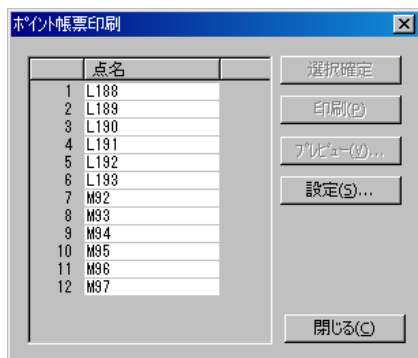 ﾎﾟｲﾝﾄ帳票印刷
点名
1 L188
2 L189
3 L190
4 L191
5 L192
6 L193
7 M92
8 M93
9 M94
10 M95
11 M96
12 M97
選択確定
印刷(P)
ﾌﾟﾚﾋﾞｭｰ(V)...
設定(S)...
閉じる(C)